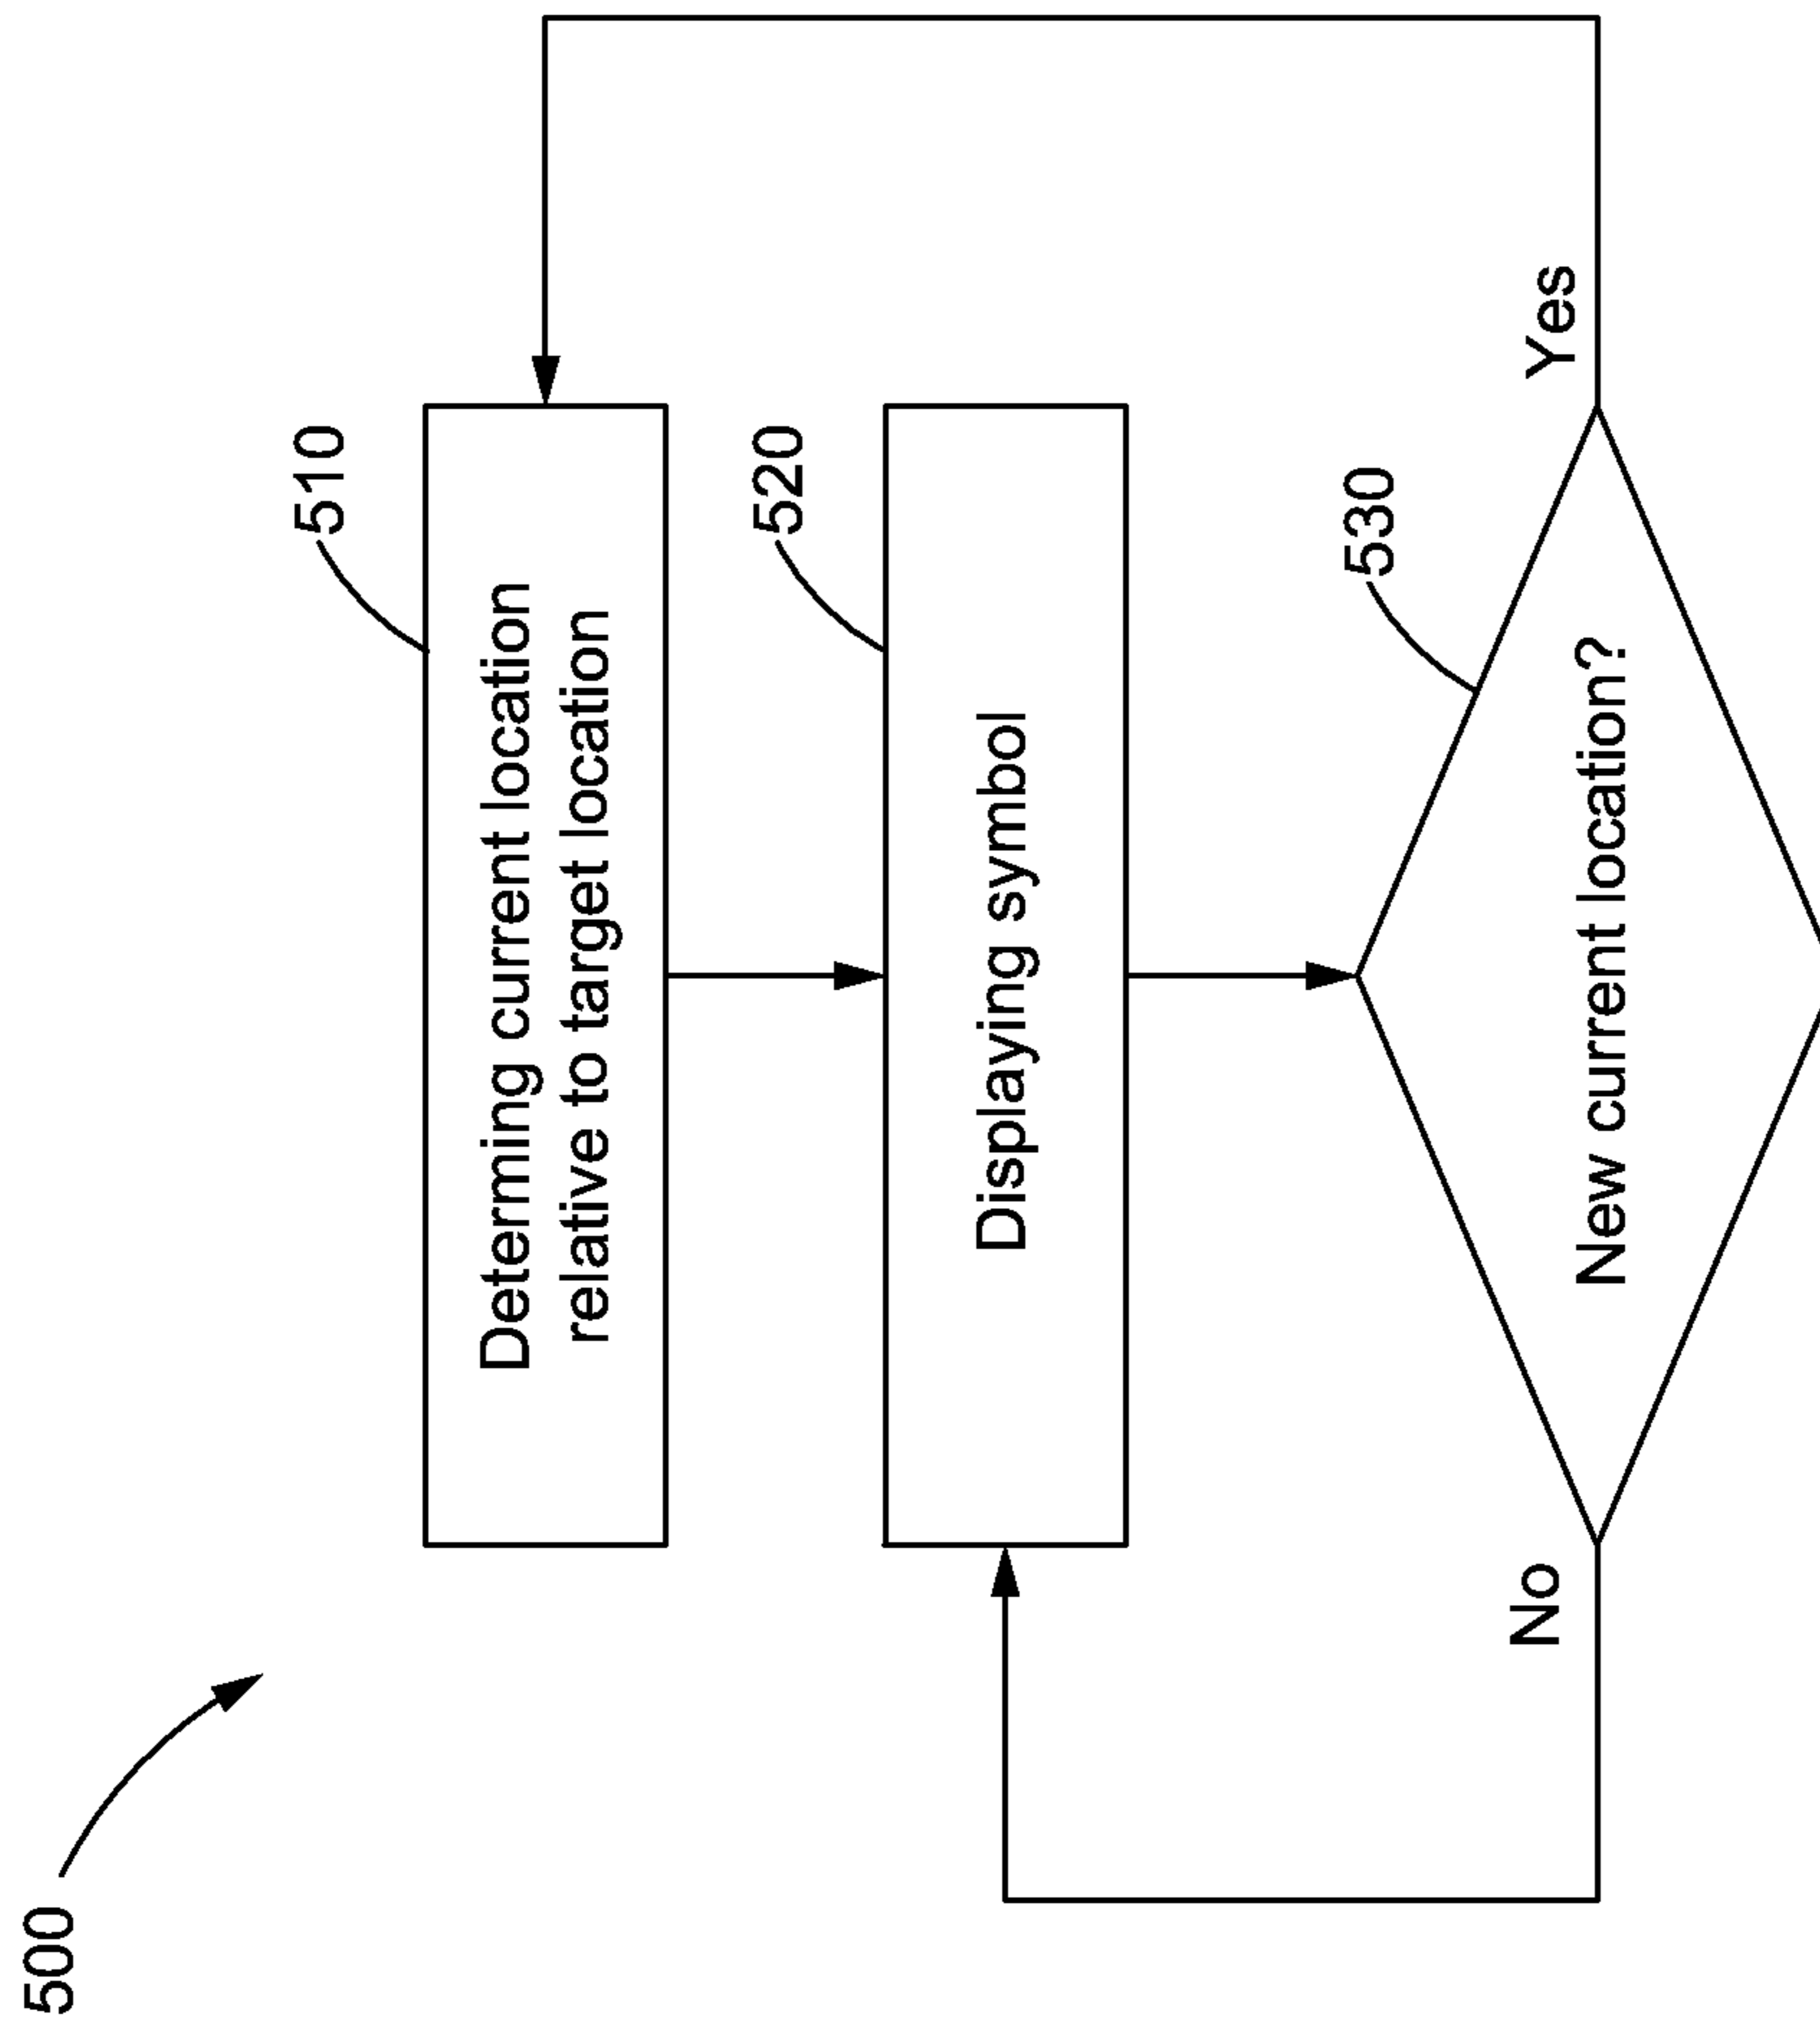 500
510
Determing current location
relative to target location
520
Displaying symbol
530
New current location?
No
Yes